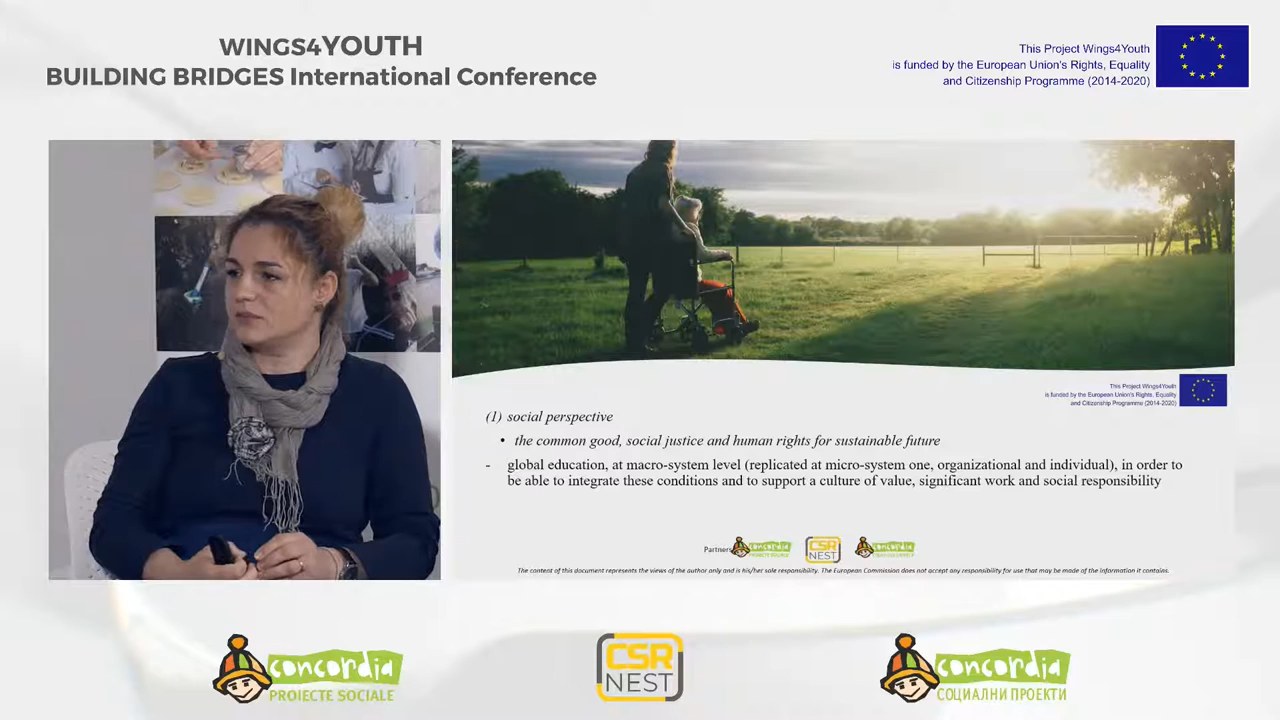 WINGS4YOUTH
BUILDING BRIDGES International Conference
This Project Wings4Youth
is funded by the European Union's Rights, Equality
and Citizenship Programme (2014-2020)
This Project Wings4Youth
is funded by the European Union's Rights, Equality
and Citizenship Programme (2014-2020)
(1) social perspective
• the common good, social justice and human rights for sustainable future
- global education, at macro-system level (replicated at micro-system one, organizational and individual), in order to
be able to integrate these conditions and to support a culture of value, significant work and social responsibility
Partners concordia CSR concordia
PROIECTE SOCIALE NEST
The content of this document represents the views of the author only and is his/her sole responsibility. The European Commission does not accept any responsibility for use that may be made of the information it contains.
concordia CSR concordia
PROIECTE SOCIALE NEST СОЦИАЛНИ ПРОЕКТИ